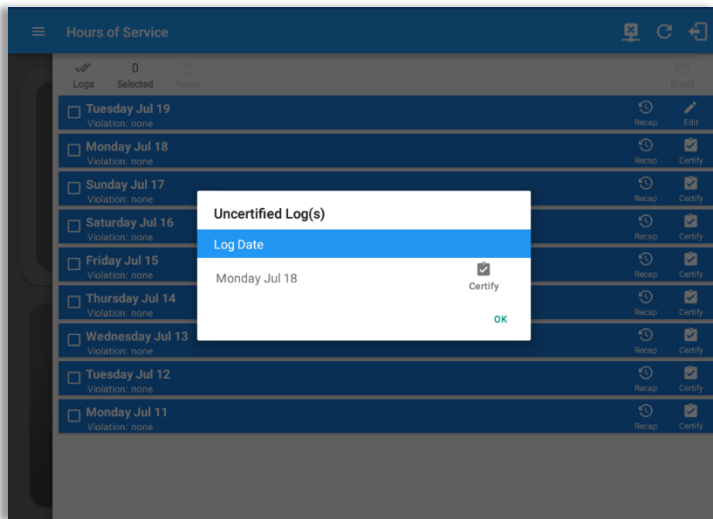 Hours of Service
0
Logs Selected Reset Email
Tuesday Jul 19
Violation: none
Recap Edit
Monday Jul 18
Violation: none
Recap Certify
Sunday Jul 17
Violation: none
Recap Certify
Saturday Jul 16
Violation: none
Recap Certify
Friday Jul 15
Violation: none
Recap Certify
Thursday Jul 14
Violation: none
Recap Certify
Wednesday Jul 13
Violation: none
Recap Certify
Tuesday Jul 12
Violation: none
Recap Certify
Monday Jul 11
Violation: none
Recap Certify
Uncertified Log(s)
Log Date
Monday Jul 18
Certify
OK